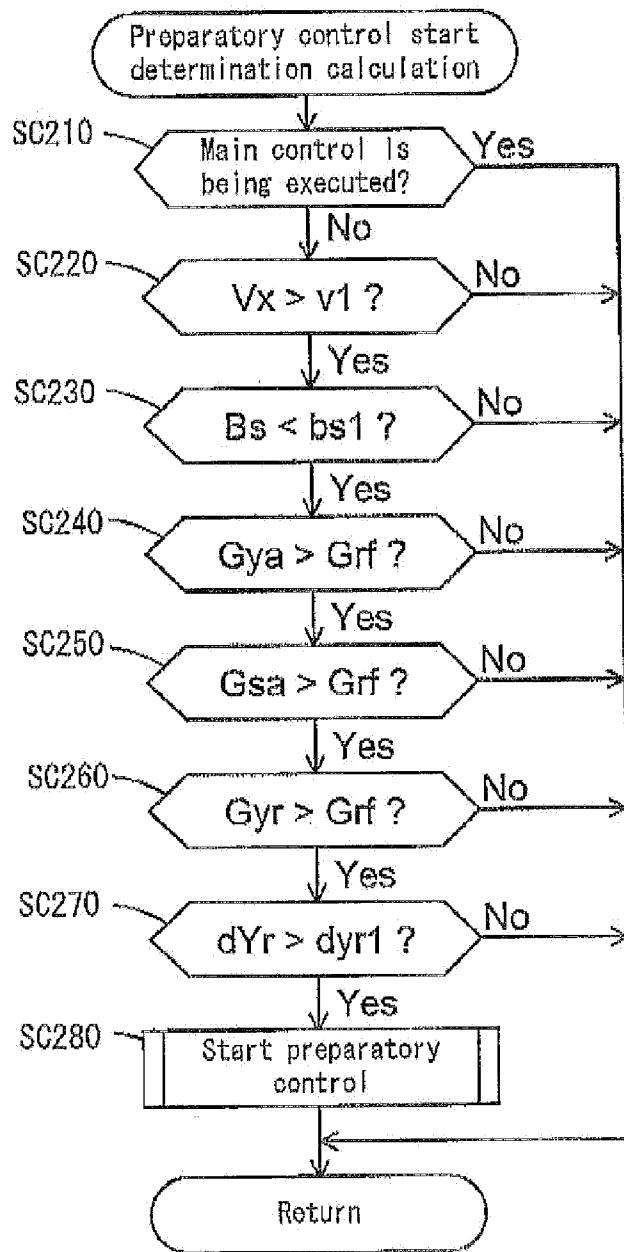 Preparatory control start
determination calculation
SC210
Main control is
being executed?
Yes
No
SC220
Vx > v1 ?
No
Yes
SC230
Bs < bs1 ?
No
Yes
SC240
Gya > Grf ?
No
Yes
SC250
Gsa > Grf ?
No
Yes
SC260
Gyr > Grf ?
No
Yes
SC270
dYr > dyr1 ?
No
Yes
SC280
Start preparatory
control
Return